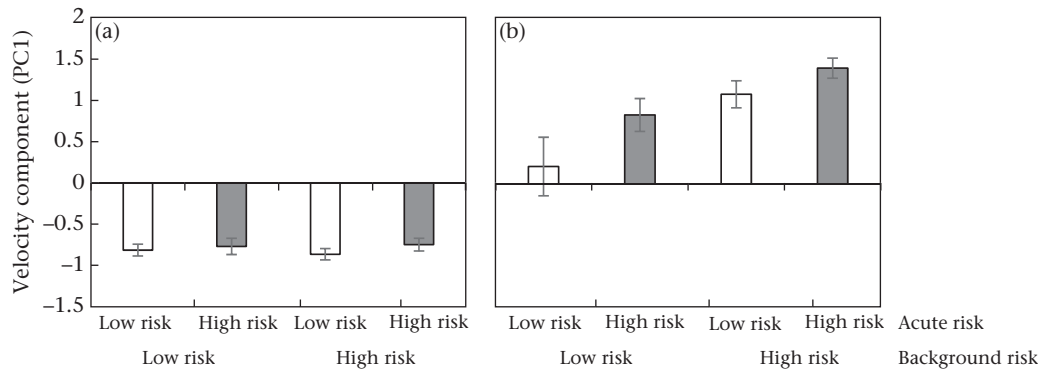 Velocity component (PC1)
2
1.5
1
0.5
0
−0.5
−1
−1.5
(a)
(b)
Low risk High risk Low risk High risk Low risk High risk Low risk High risk Acute risk
Low risk High risk Low risk High risk Background risk